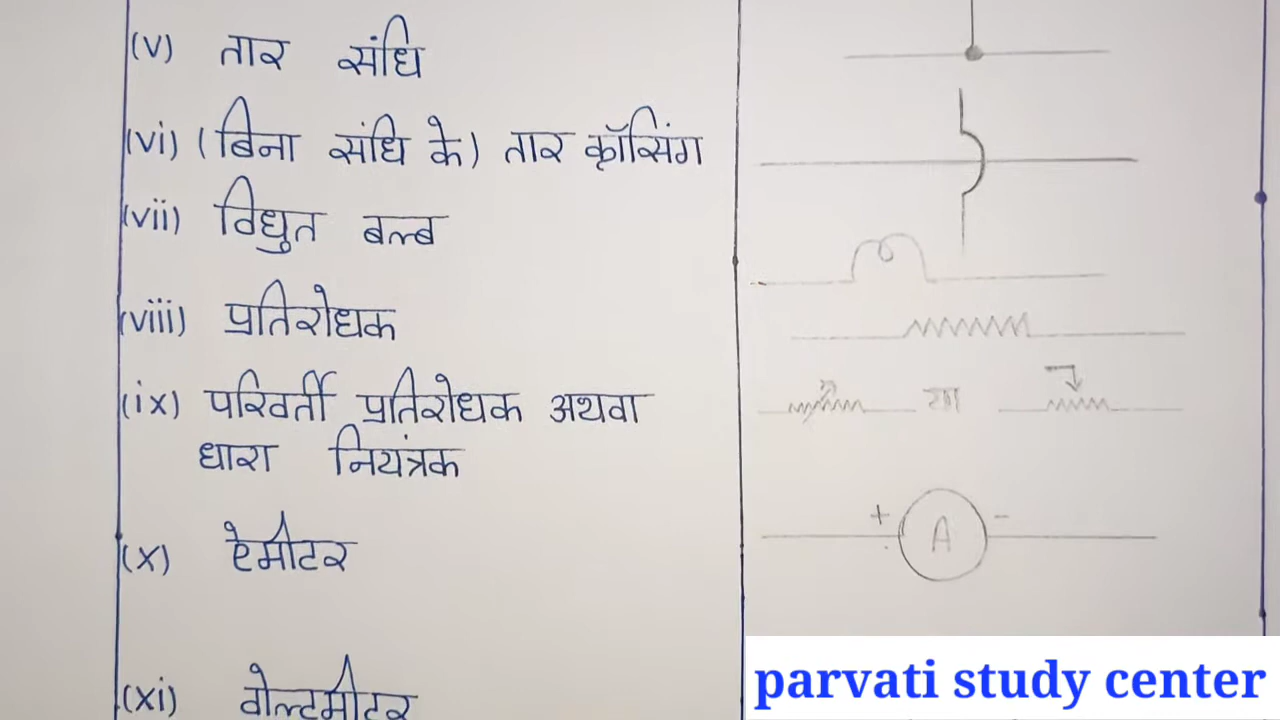 (v) तार संधि
(vi) (बिना संधि के) तार क्रॉसिंग
(vii) विधुत बल्ब
(viii) प्रतिरोधक
(ix) परिवर्ती प्रतिरोधक अथवा
या
धारा नियंत्रक
(x) ऐमीटर
+ A -
(xi) वोल्टमीटर
parvati study center